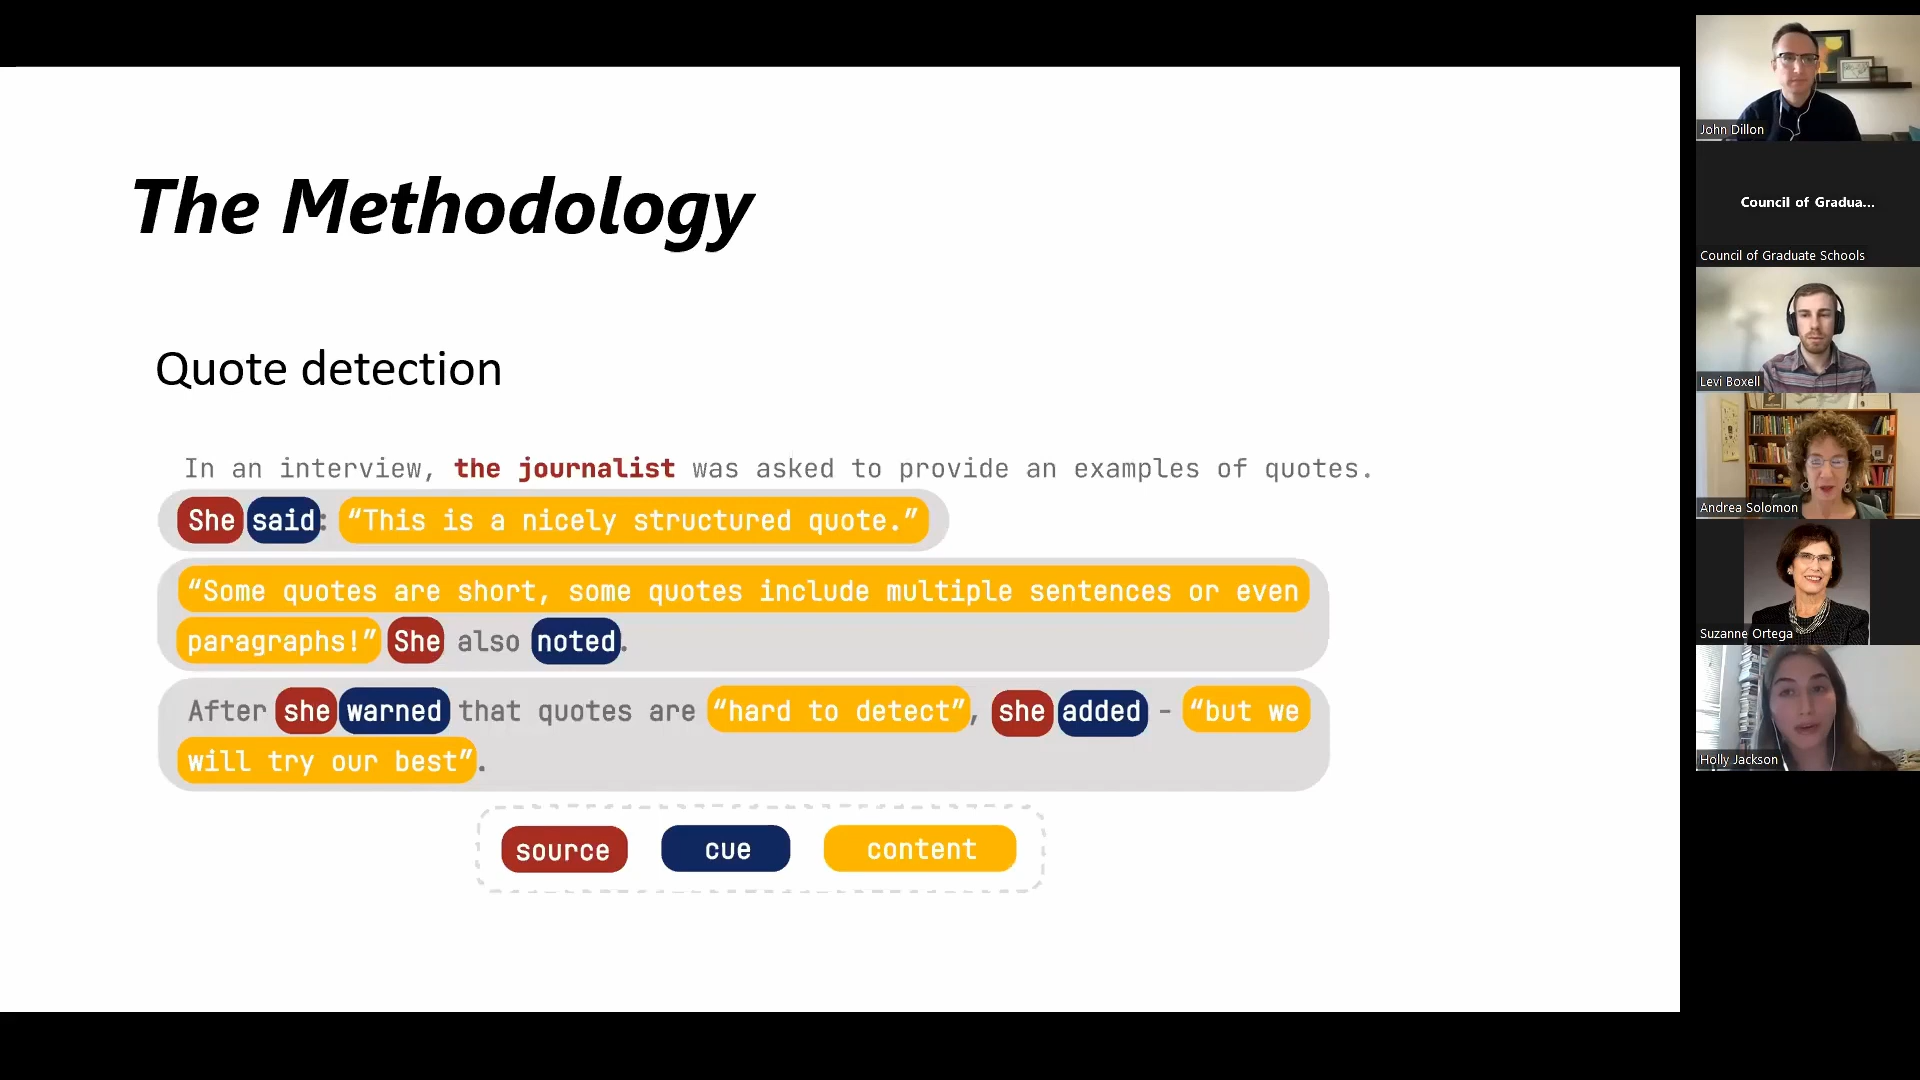 The Methodology
Quote detection
In an interview, the journalist was asked to provide an examples of quotes.
She said: “This is a nicely structured quote.”
“Some quotes are short, some quotes include multiple sentences or even
paragraphs!” She also noted.
After she warned that quotes are “hard to detect”, she added - “but we
will try our best”.
source cue content
John Dillon
Council of Gradua...
Council of Graduate Schools
Levi Boxell
Andrea Solomon
Suzanne Ortega
Holly Jackson